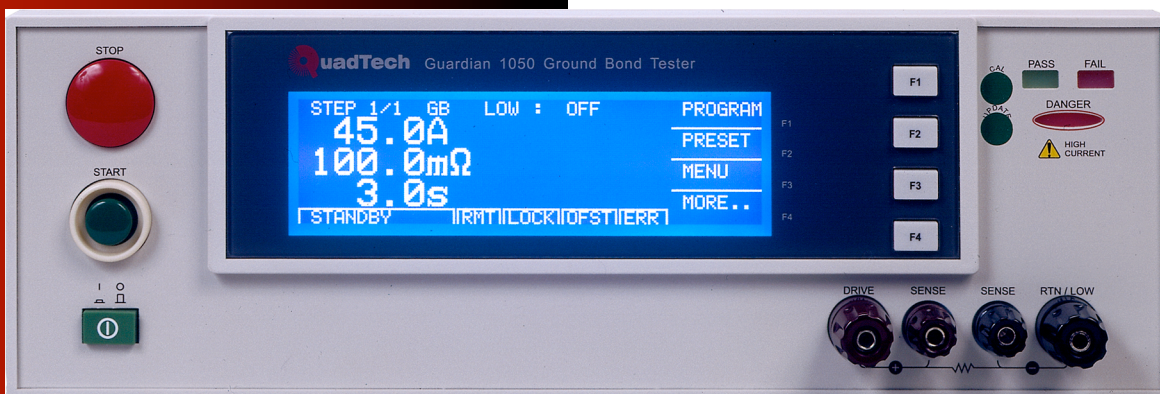 STOP
START
I O
QuadTech Guardian 1050 Ground Bond Tester
STEP 1/1 GB LOW : OFF
45.0A
100.0mΩ
3.0s
STANDBY RMT LOCK OFST ERR
PROGRAM
PRESET
MENU
MORE..
F1
F2
F3
F4
F1
F2
F3
F4
CAL
UPDATE
PASS FAIL
DANGER
HIGH
CURRENT
DRIVE SENSE SENSE RTN / LOW
+ −